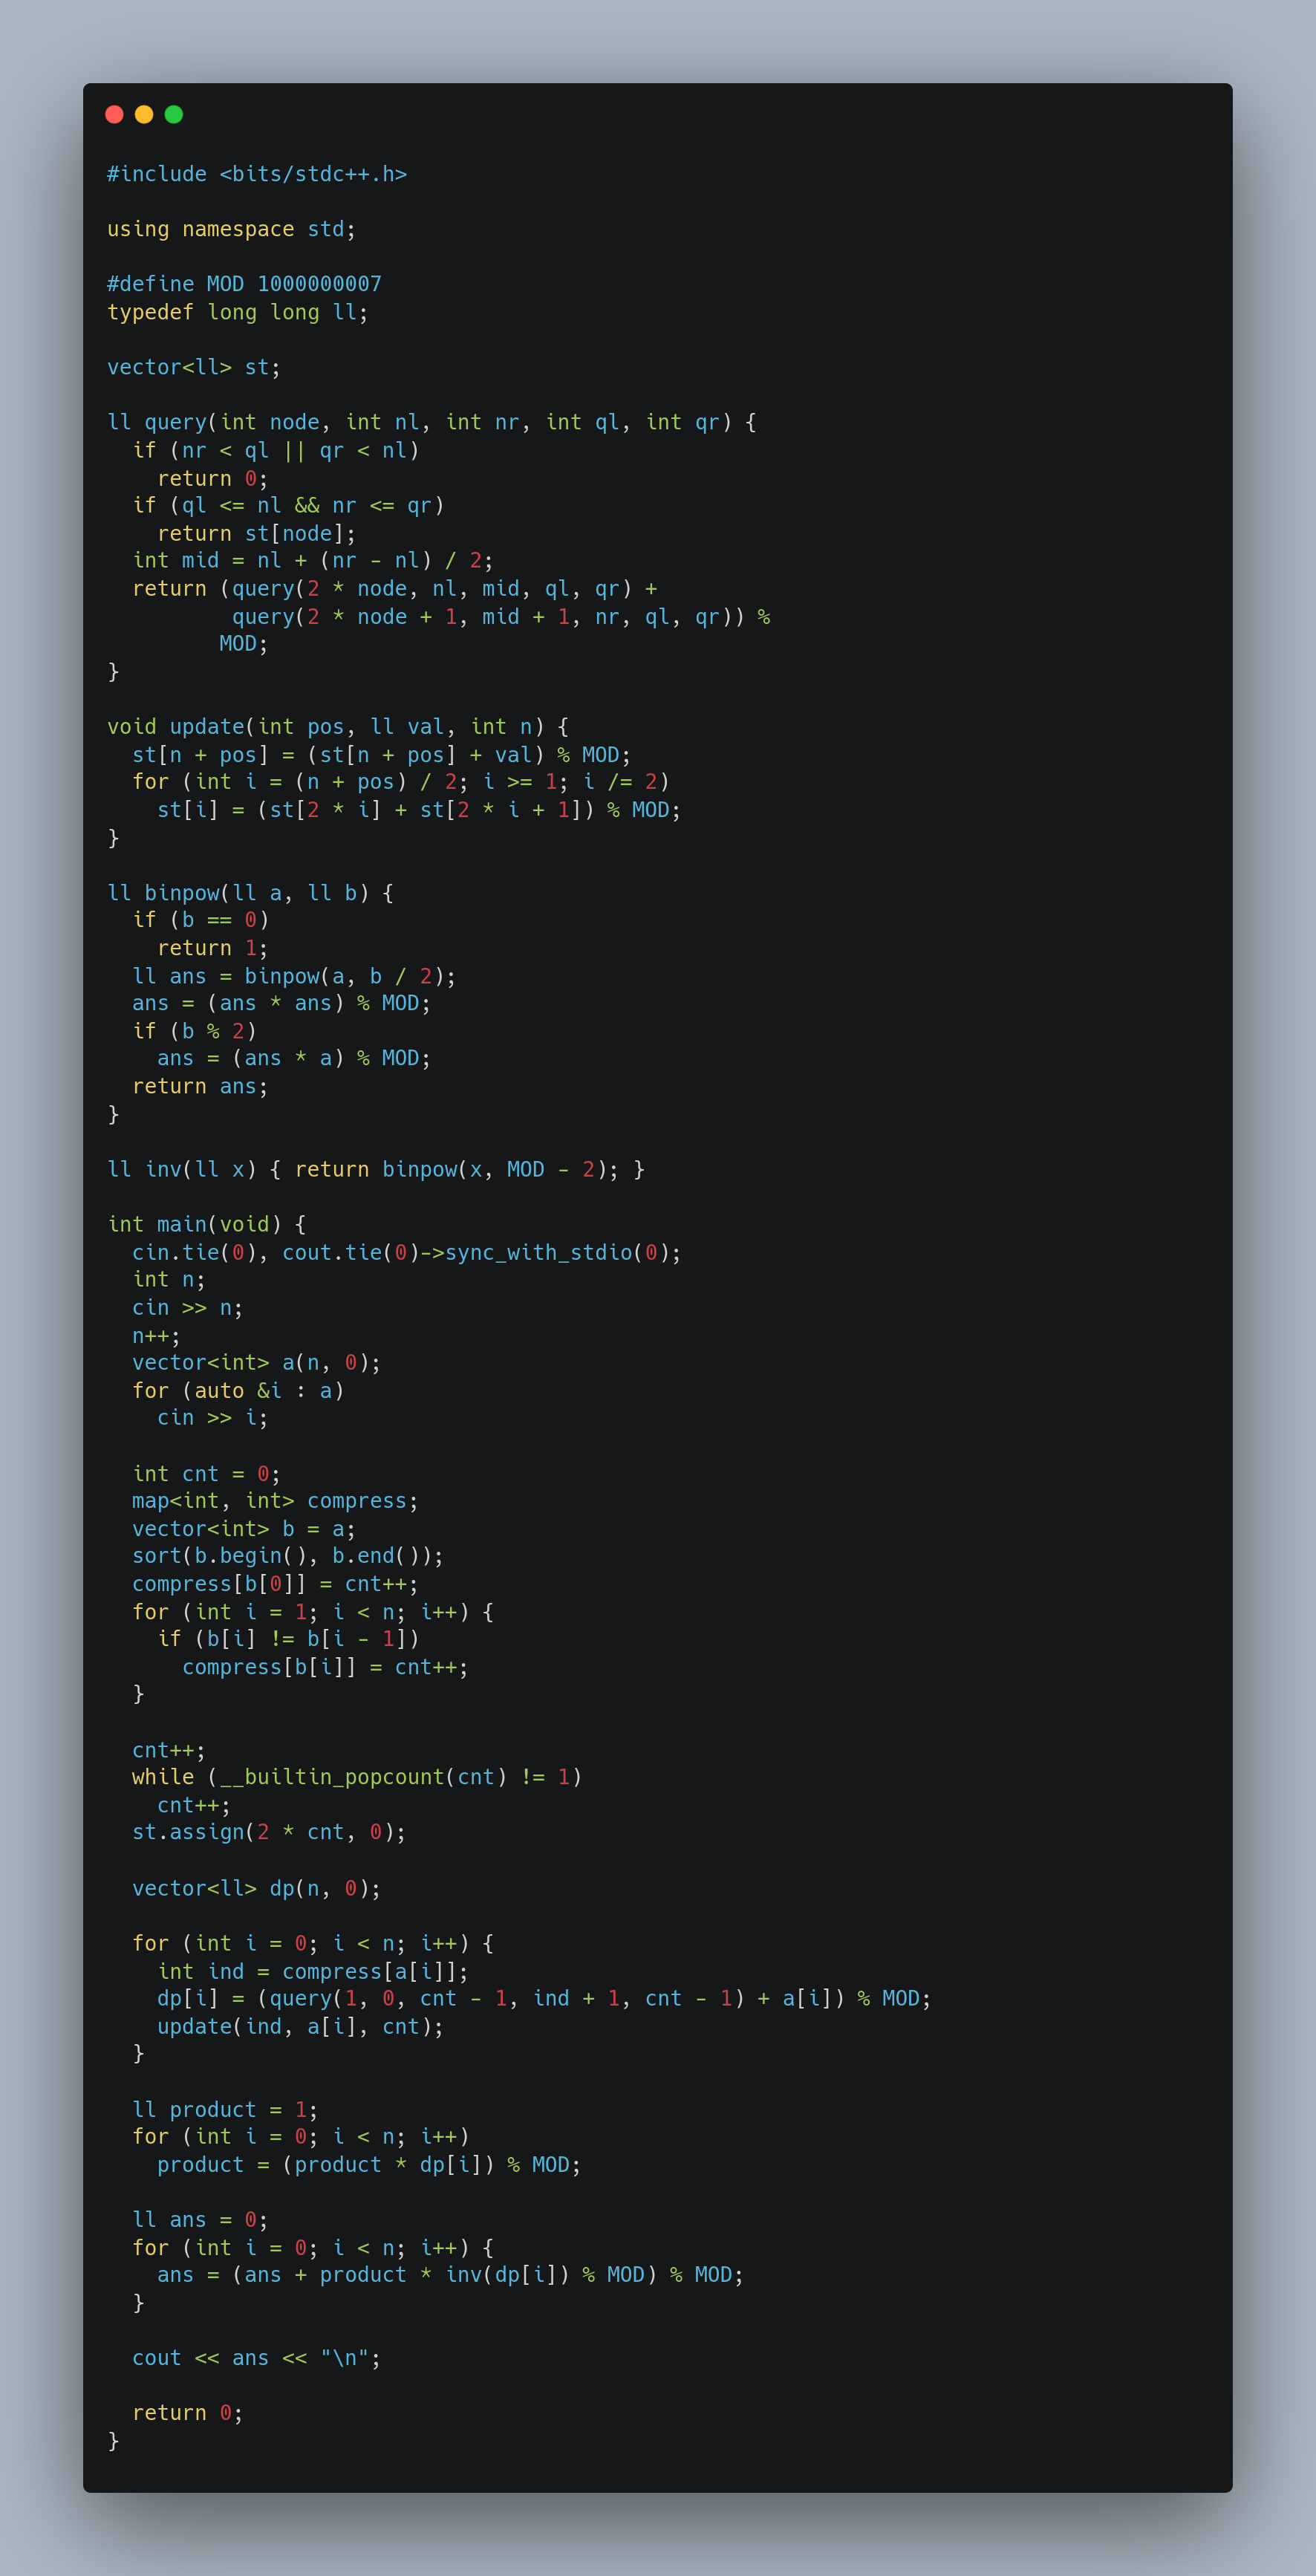 #include <bits/stdc++.h>

using namespace std;

#define MOD 1000000007
typedef long long ll;

vector<ll> st;

ll query(int node, int nl, int nr, int ql, int qr) {
  if (nr < ql || qr < nl)
    return 0;
  if (ql <= nl && nr <= qr)
    return st[node];
  int mid = nl + (nr - nl) / 2;
  return (query(2 * node, nl, mid, ql, qr) +
          query(2 * node + 1, mid + 1, nr, ql, qr)) %
         MOD;
}

void update(int pos, ll val, int n) {
  st[n + pos] = (st[n + pos] + val) % MOD;
  for (int i = (n + pos) / 2; i >= 1; i /= 2)
    st[i] = (st[2 * i] + st[2 * i + 1]) % MOD;
}

ll binpow(ll a, ll b) {
  if (b == 0)
    return 1;
  ll ans = binpow(a, b / 2);
  ans = (ans * ans) % MOD;
  if (b % 2)
    ans = (ans * a) % MOD;
  return ans;
}

ll inv(ll x) { return binpow(x, MOD - 2); }

int main(void) {
  cin.tie(0), cout.tie(0)->sync_with_stdio(0);
  int n;
  cin >> n;
  n++;
  vector<int> a(n, 0);
  for (auto &i : a)
    cin >> i;

  int cnt = 0;
  map<int, int> compress;
  vector<int> b = a;
  sort(b.begin(), b.end());
  compress[b[0]] = cnt++;
  for (int i = 1; i < n; i++) {
    if (b[i] != b[i - 1])
      compress[b[i]] = cnt++;
  }

  cnt++;
  while (__builtin_popcount(cnt) != 1)
    cnt++;
  st.assign(2 * cnt, 0);

  vector<ll> dp(n, 0);

  for (int i = 0; i < n; i++) {
    int ind = compress[a[i]];
    dp[i] = (query(1, 0, cnt - 1, ind + 1, cnt - 1) + a[i]) % MOD;
    update(ind, a[i], cnt);
  }

  ll product = 1;
  for (int i = 0; i < n; i++)
    product = (product * dp[i]) % MOD;

  ll ans = 0;
  for (int i = 0; i < n; i++) {
    ans = (ans + product * inv(dp[i]) % MOD) % MOD;
  }

  cout << ans << "\n";

  return 0;
}